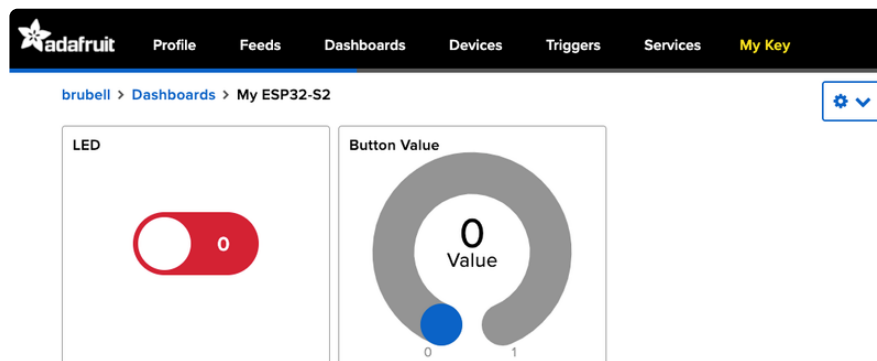 adafruit Profile Feeds Dashboards Devices Triggers Services My Key
brubell > Dashboards > My ESP32-S2
LED
0
Button Value
0
Value
0 1